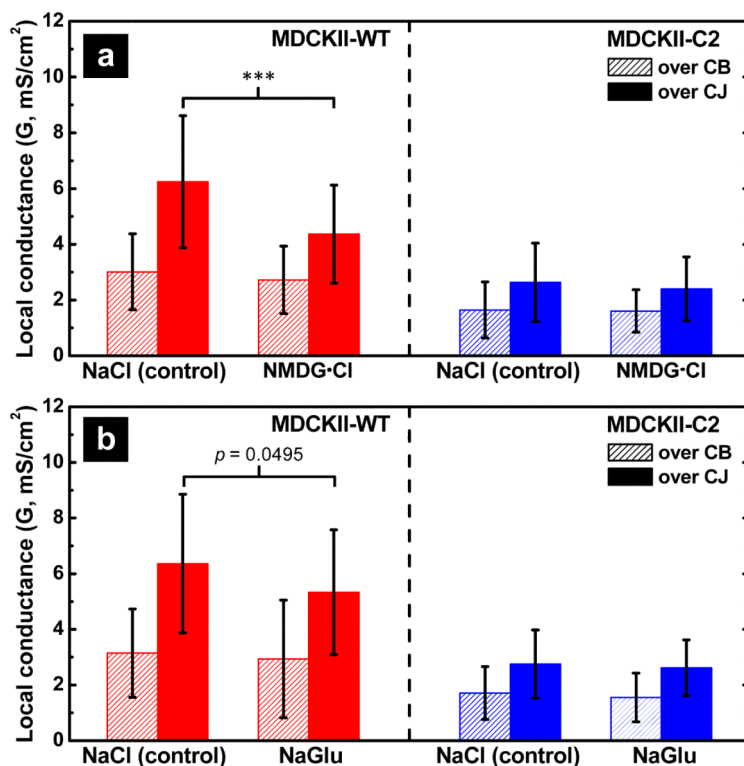 a
MDCKII-WT
MDCKII-C2
over CB
over CJ
***
Local conductance (G, mS/cm²)
12
10
8
6
4
2
0
NaCl (control)
NMDG·Cl
NaCl (control)
NMDG·Cl
b
MDCKII-WT
MDCKII-C2
over CB
over CJ
p = 0.0495
Local conductance (G, mS/cm²)
12
10
8
6
4
2
0
NaCl (control)
NaGlu
NaCl (control)
NaGlu